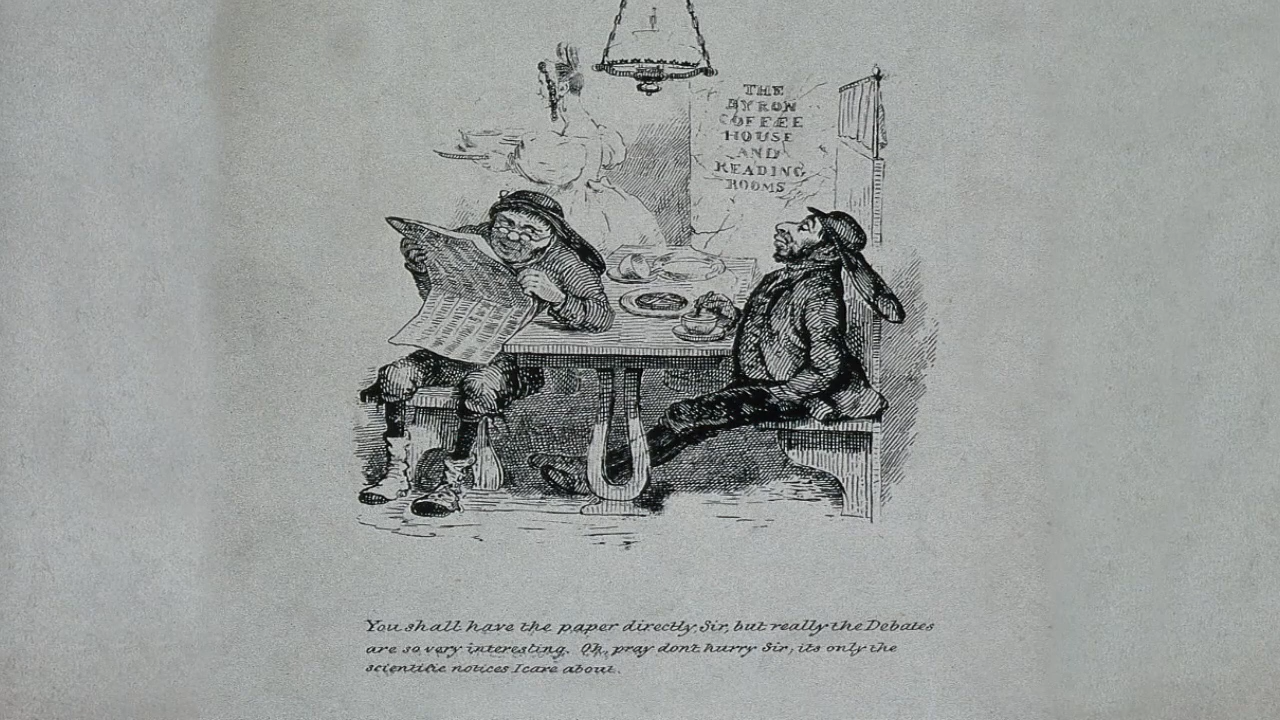 THE
BYRON
COFFEE
HOUSE
AND
READING
ROOMS
You shall have the paper directly, Sir, but really the Debates
are so very interesting. Oh, pray dont hurry Sir, its only the
scientific notices I care about.